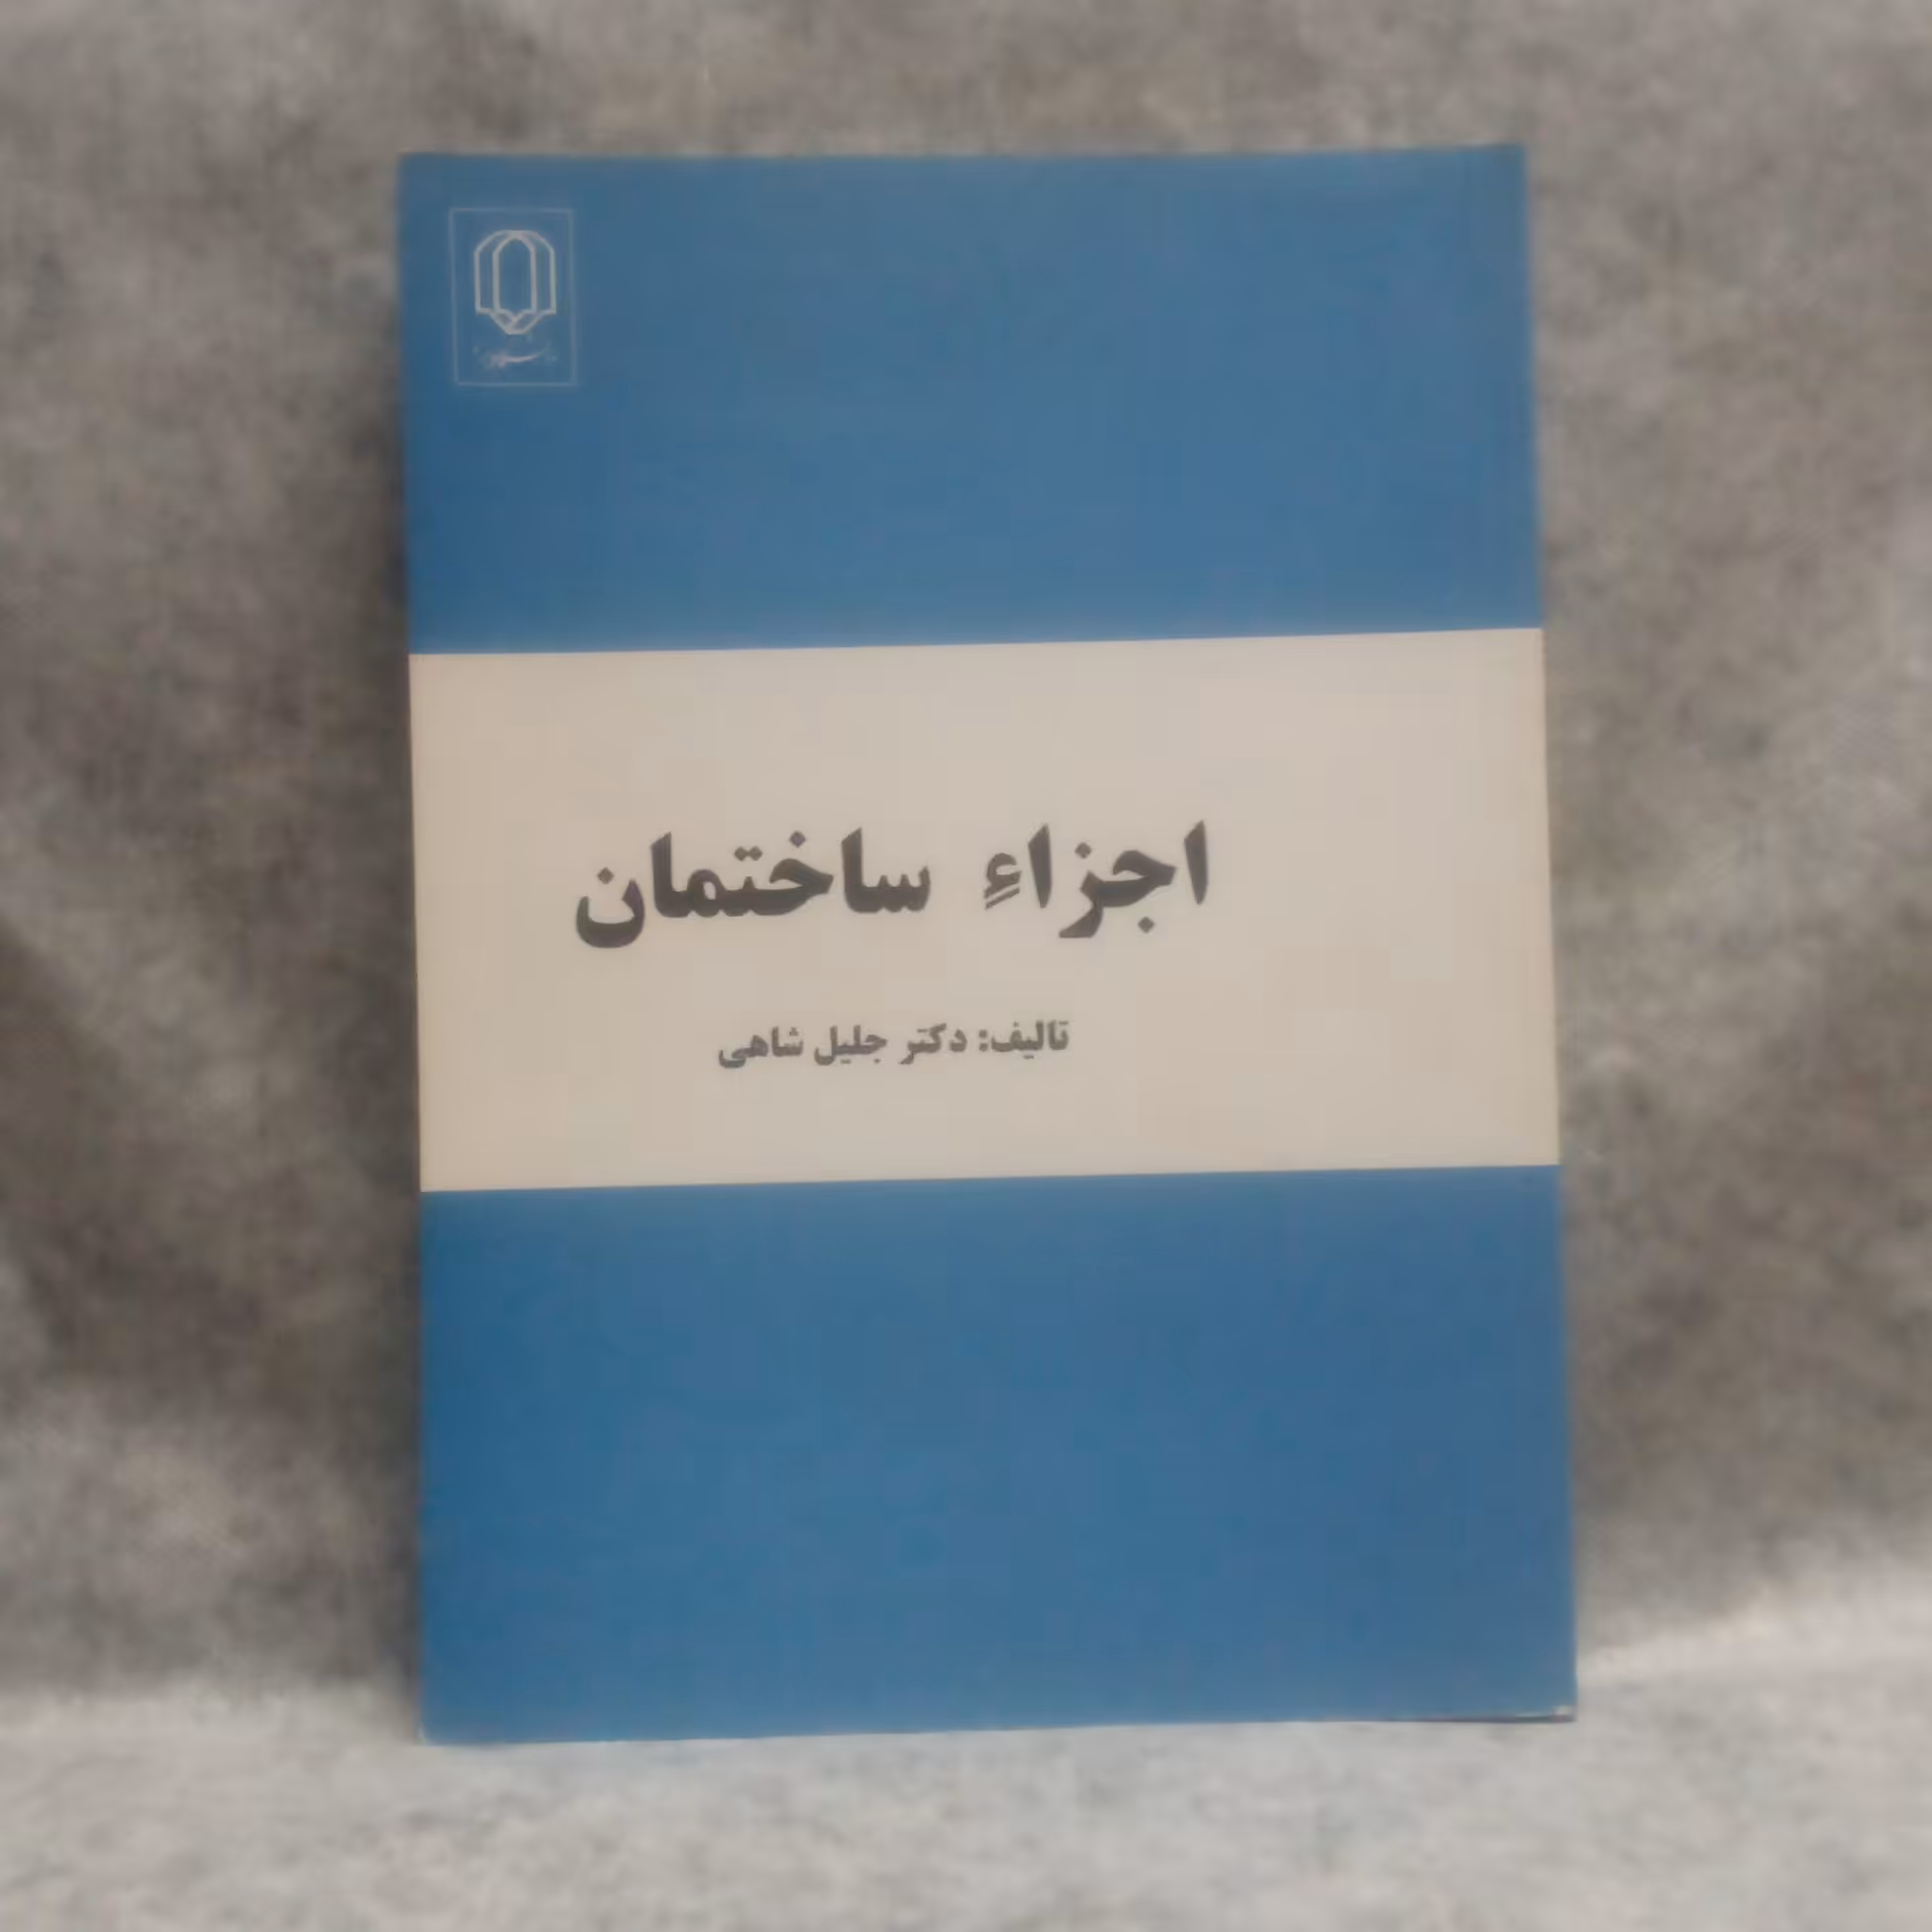 اجزاءِ ساختمان
تالیف: دکتر جلیل شاهی